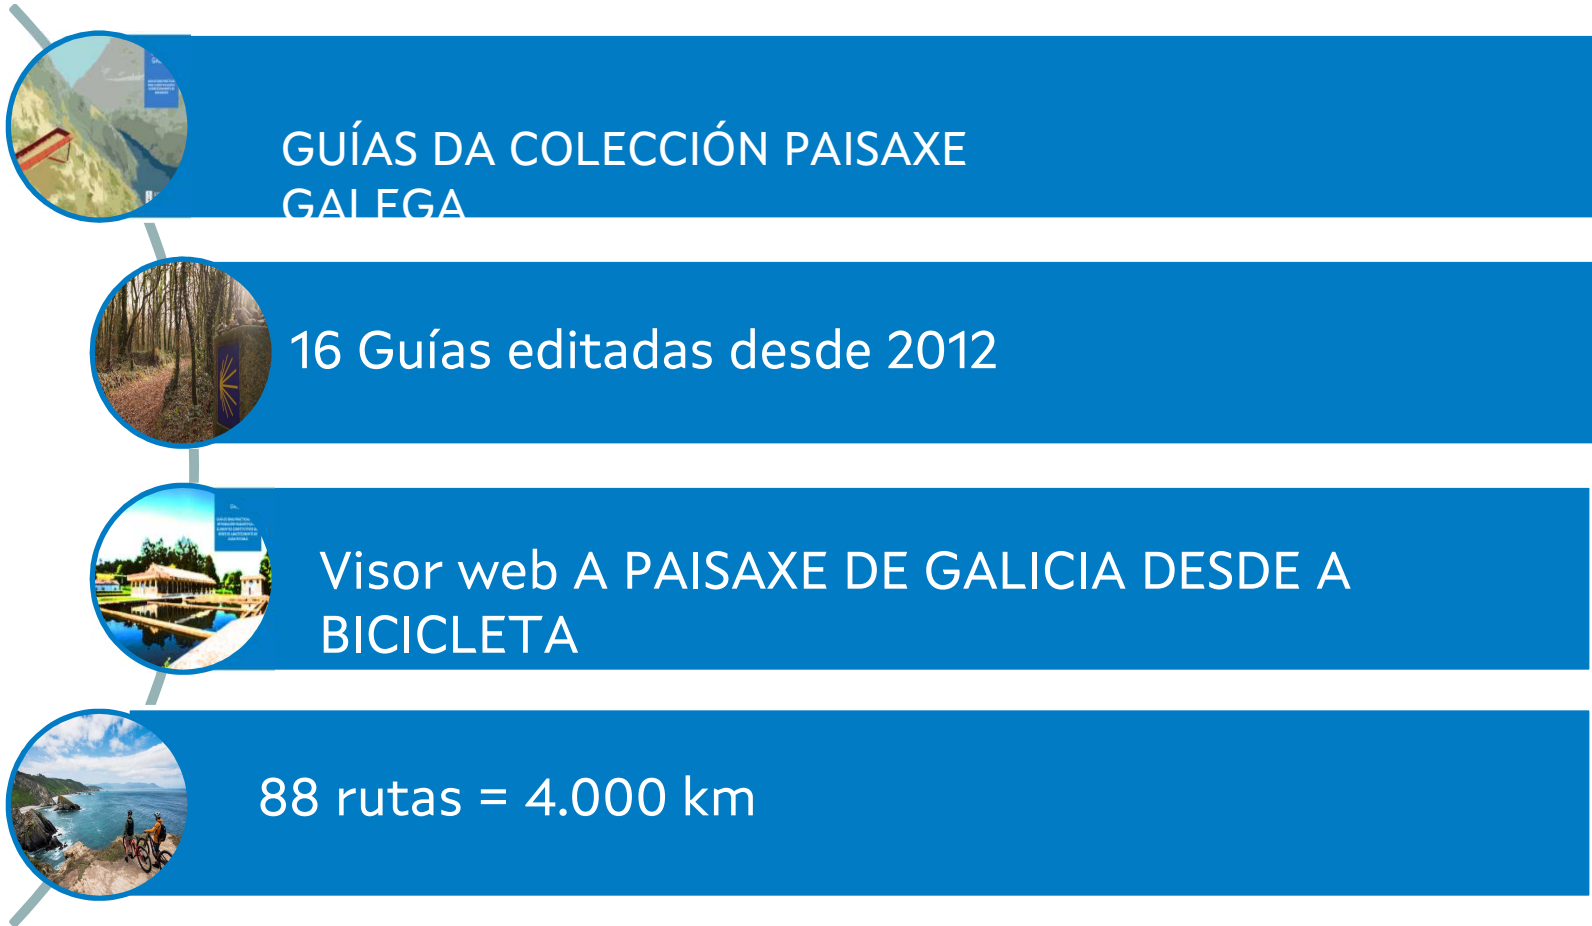 GUÍAS DA COLECCIÓN PAISAXE
GALEGA
16 Guías editadas desde 2012
Visor web A PAISAXE DE GALICIA DESDE A
BICICLETA
88 rutas = 4.000 km